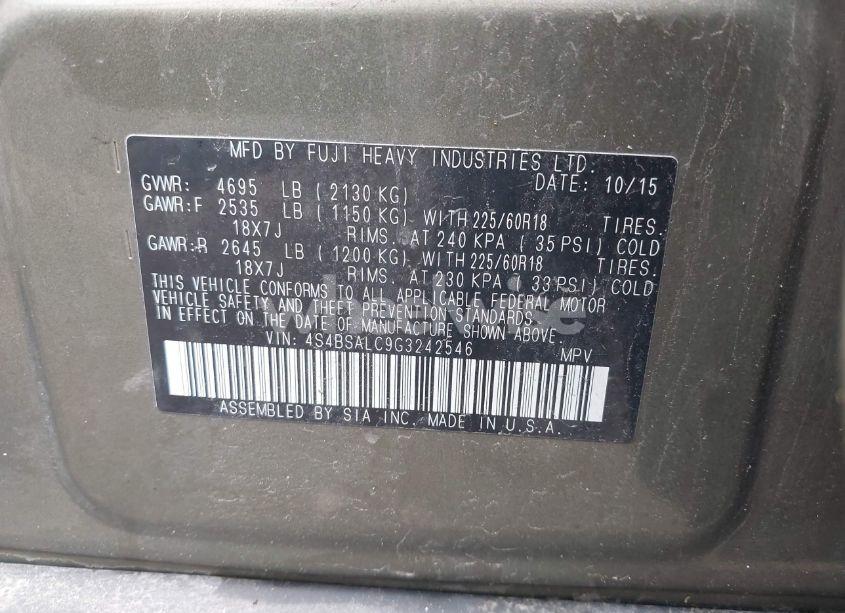 MFD BY FUJI HEAVY INDUSTRIES LTD.
GVWR: 4695 LB ( 2130 KG) DATE: 10/15
GAWR:F 2535 LB ( 1150 KG) WITH 225/60R18 TIRES.
18X7J RIMS. AT 240 KPA ( 35 PSI) COLD
GAWR:R 2645 LB ( 1200 KG) WITH 225/60R18 TIRES.
18X7J RIMS. AT 230 KPA ( 33 PSI) COLD
THIS VEHICLE CONFORMS TO ALL APPLICABLE FEDERAL MOTOR
VEHICLE SAFETY AND THEFT PREVENTION STANDARDS
IN EFFECT ON DATE OF MANUFACTURE SHOWN ABOVE.
VIN: 4S4BSALC9G3242546 MPV
ASSEMBLED BY SIA INC. MADE IN U.S.A.